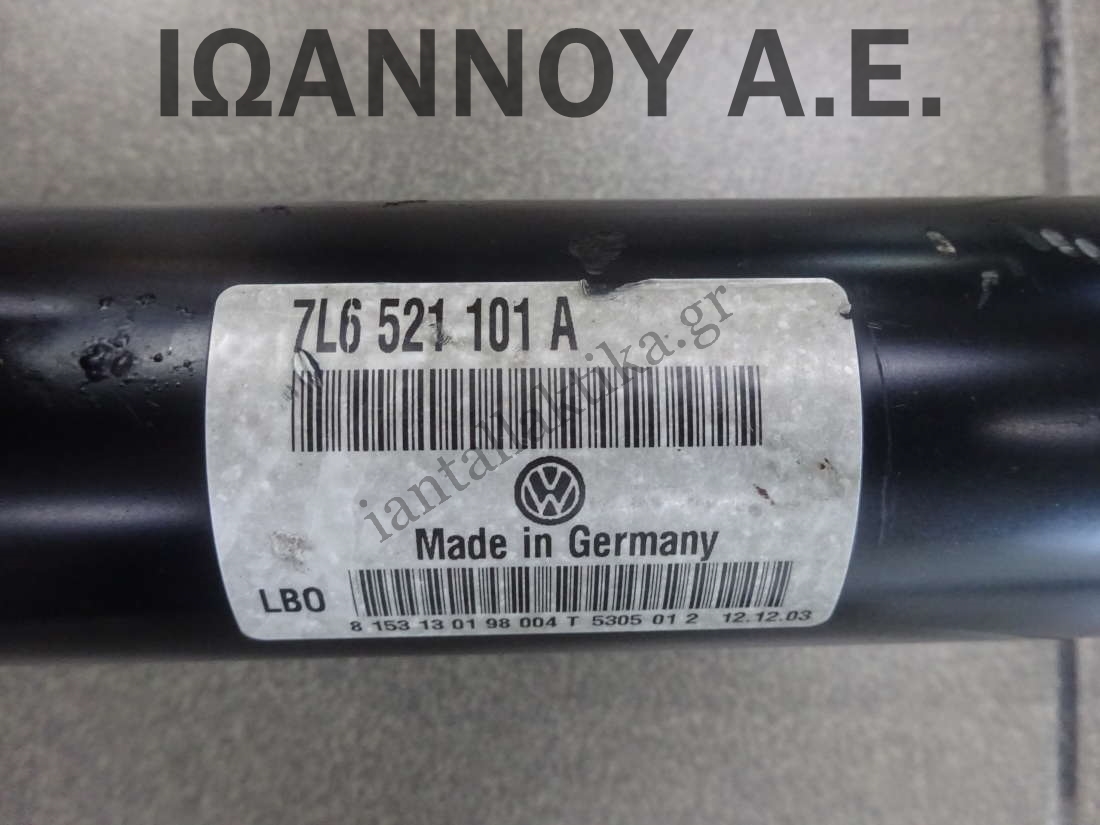 ΙΩΑΝΝΟΥ Α.Ε.
7L6 521 101 A
iantallaktika.gr
Made in Germany
LBO
8 153 13 01 98 004 T 5305 01 2 12.12.03